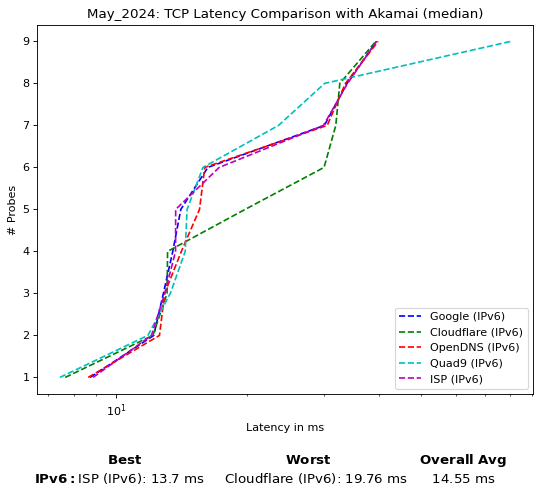 May_2024: TCP Latency Comparison with Akamai (median)
9
8
7
6
5
4
3
2
1
# Probes
Google (IPv6)
Cloudflare (IPv6)
OpenDNS (IPv6)
Quad9 (IPv6)
ISP (IPv6)
10¹
Latency in ms
Best Worst Overall Avg
IPv6: ISP (IPv6): 13.7 ms Cloudflare (IPv6): 19.76 ms 14.55 ms